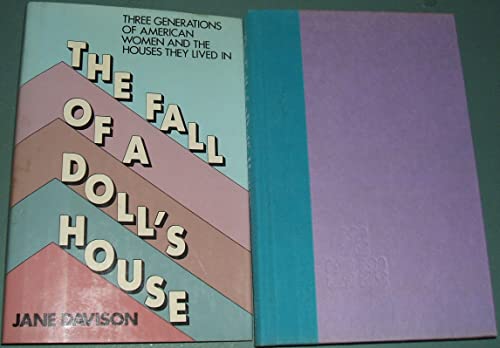 THREE GENERATIONS
OF AMERICAN
WOMEN AND THE
HOUSES THEY LIVED IN
THE FALL
OF A
DOLL'S
HOUSE
JANE DAVISON